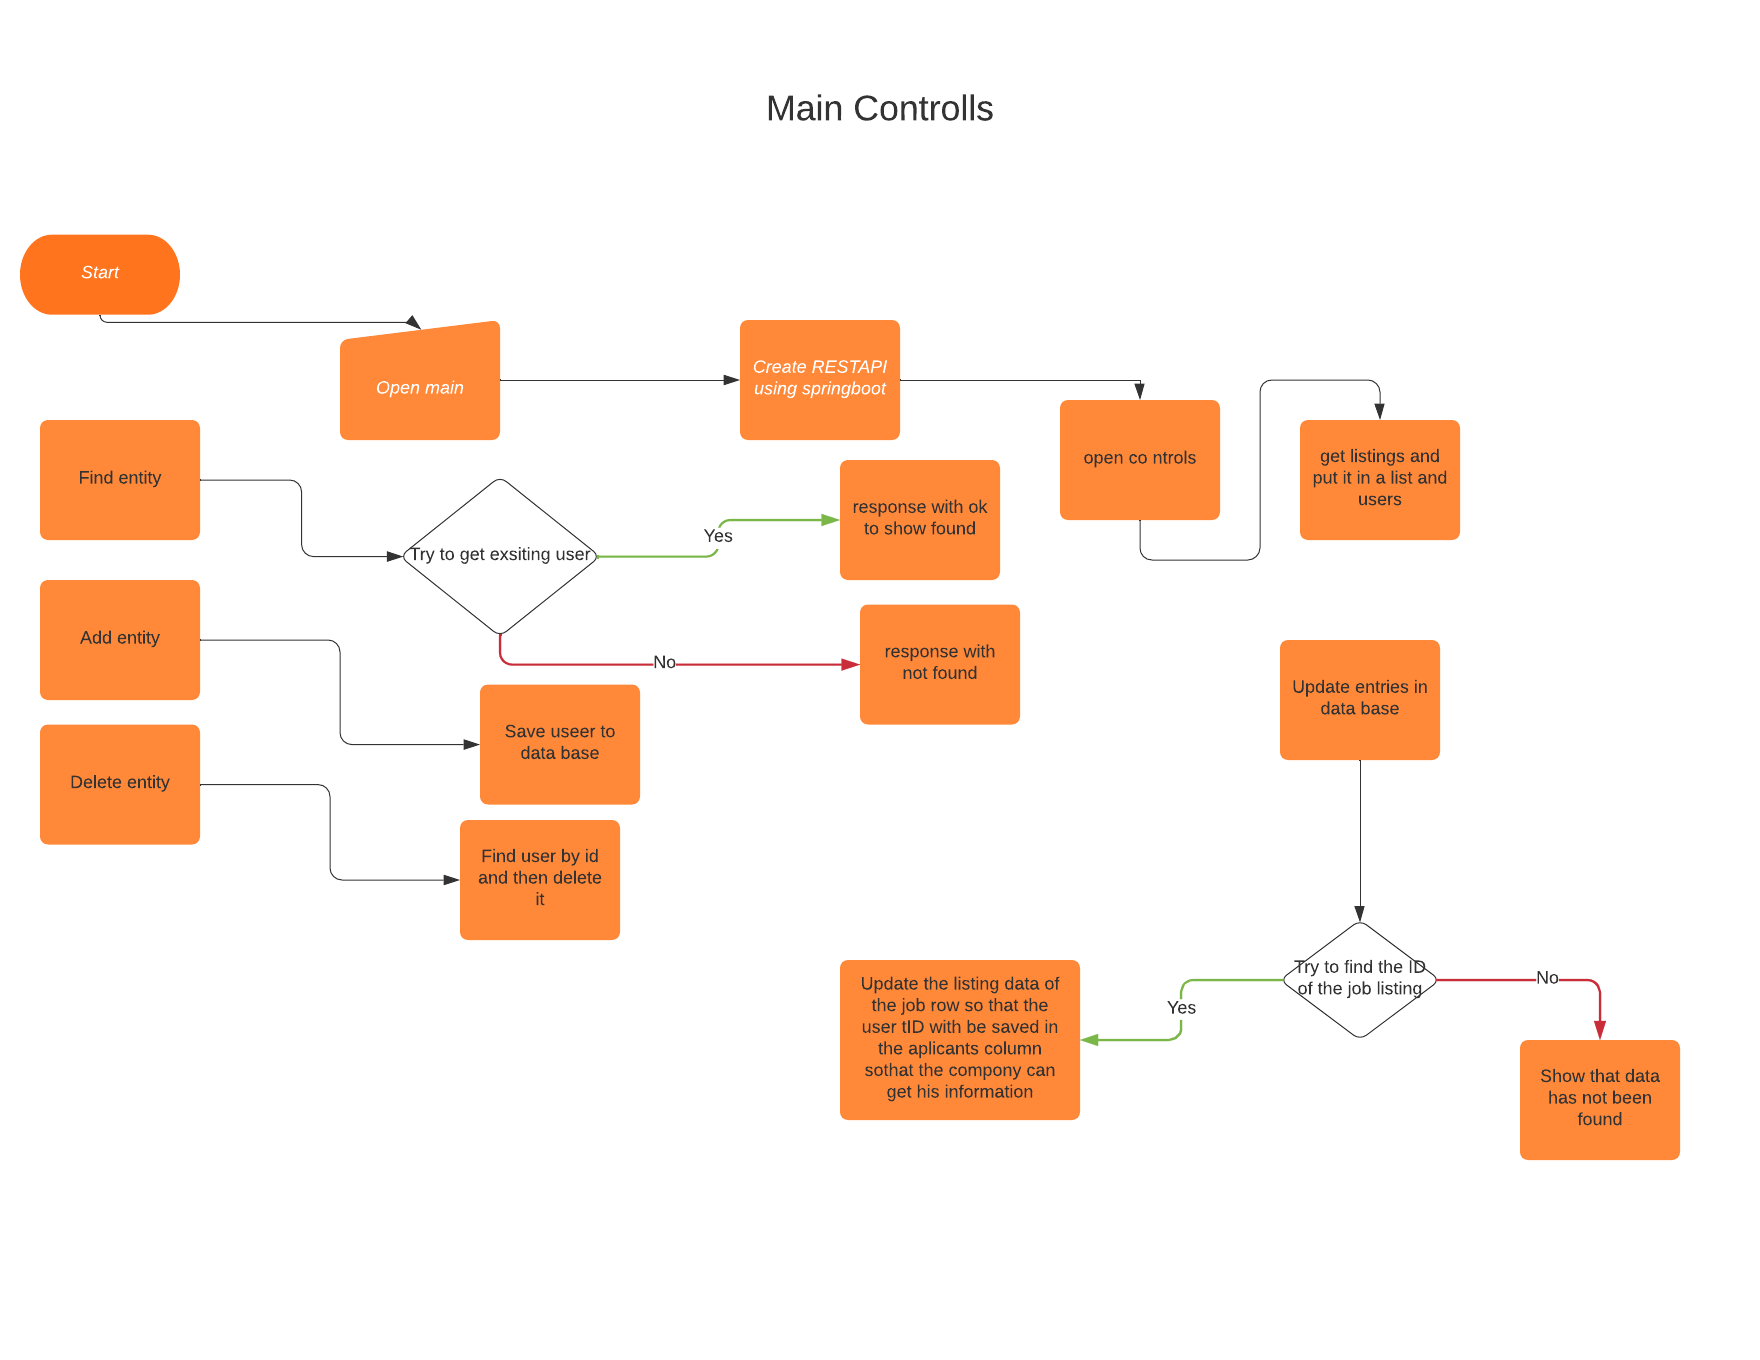 Main Controlls
Start
Open main
Create RESTAPI
using springboot
open co ntrols
get listings and
put it in a list and
users
Find entity
Try to get exsiting user
Yes
response with ok
to show found
No
response with
not found
Add entity
Save useer to
data base
Delete entity
Find user by id
and then delete
it
Update entries in
data base
Try to find the ID
of the job listing
Yes
Update the listing data of
the job row so that the
user tID with be saved in
the aplicants column
sothat the compony can
get his information
No
Show that data
has not been
found